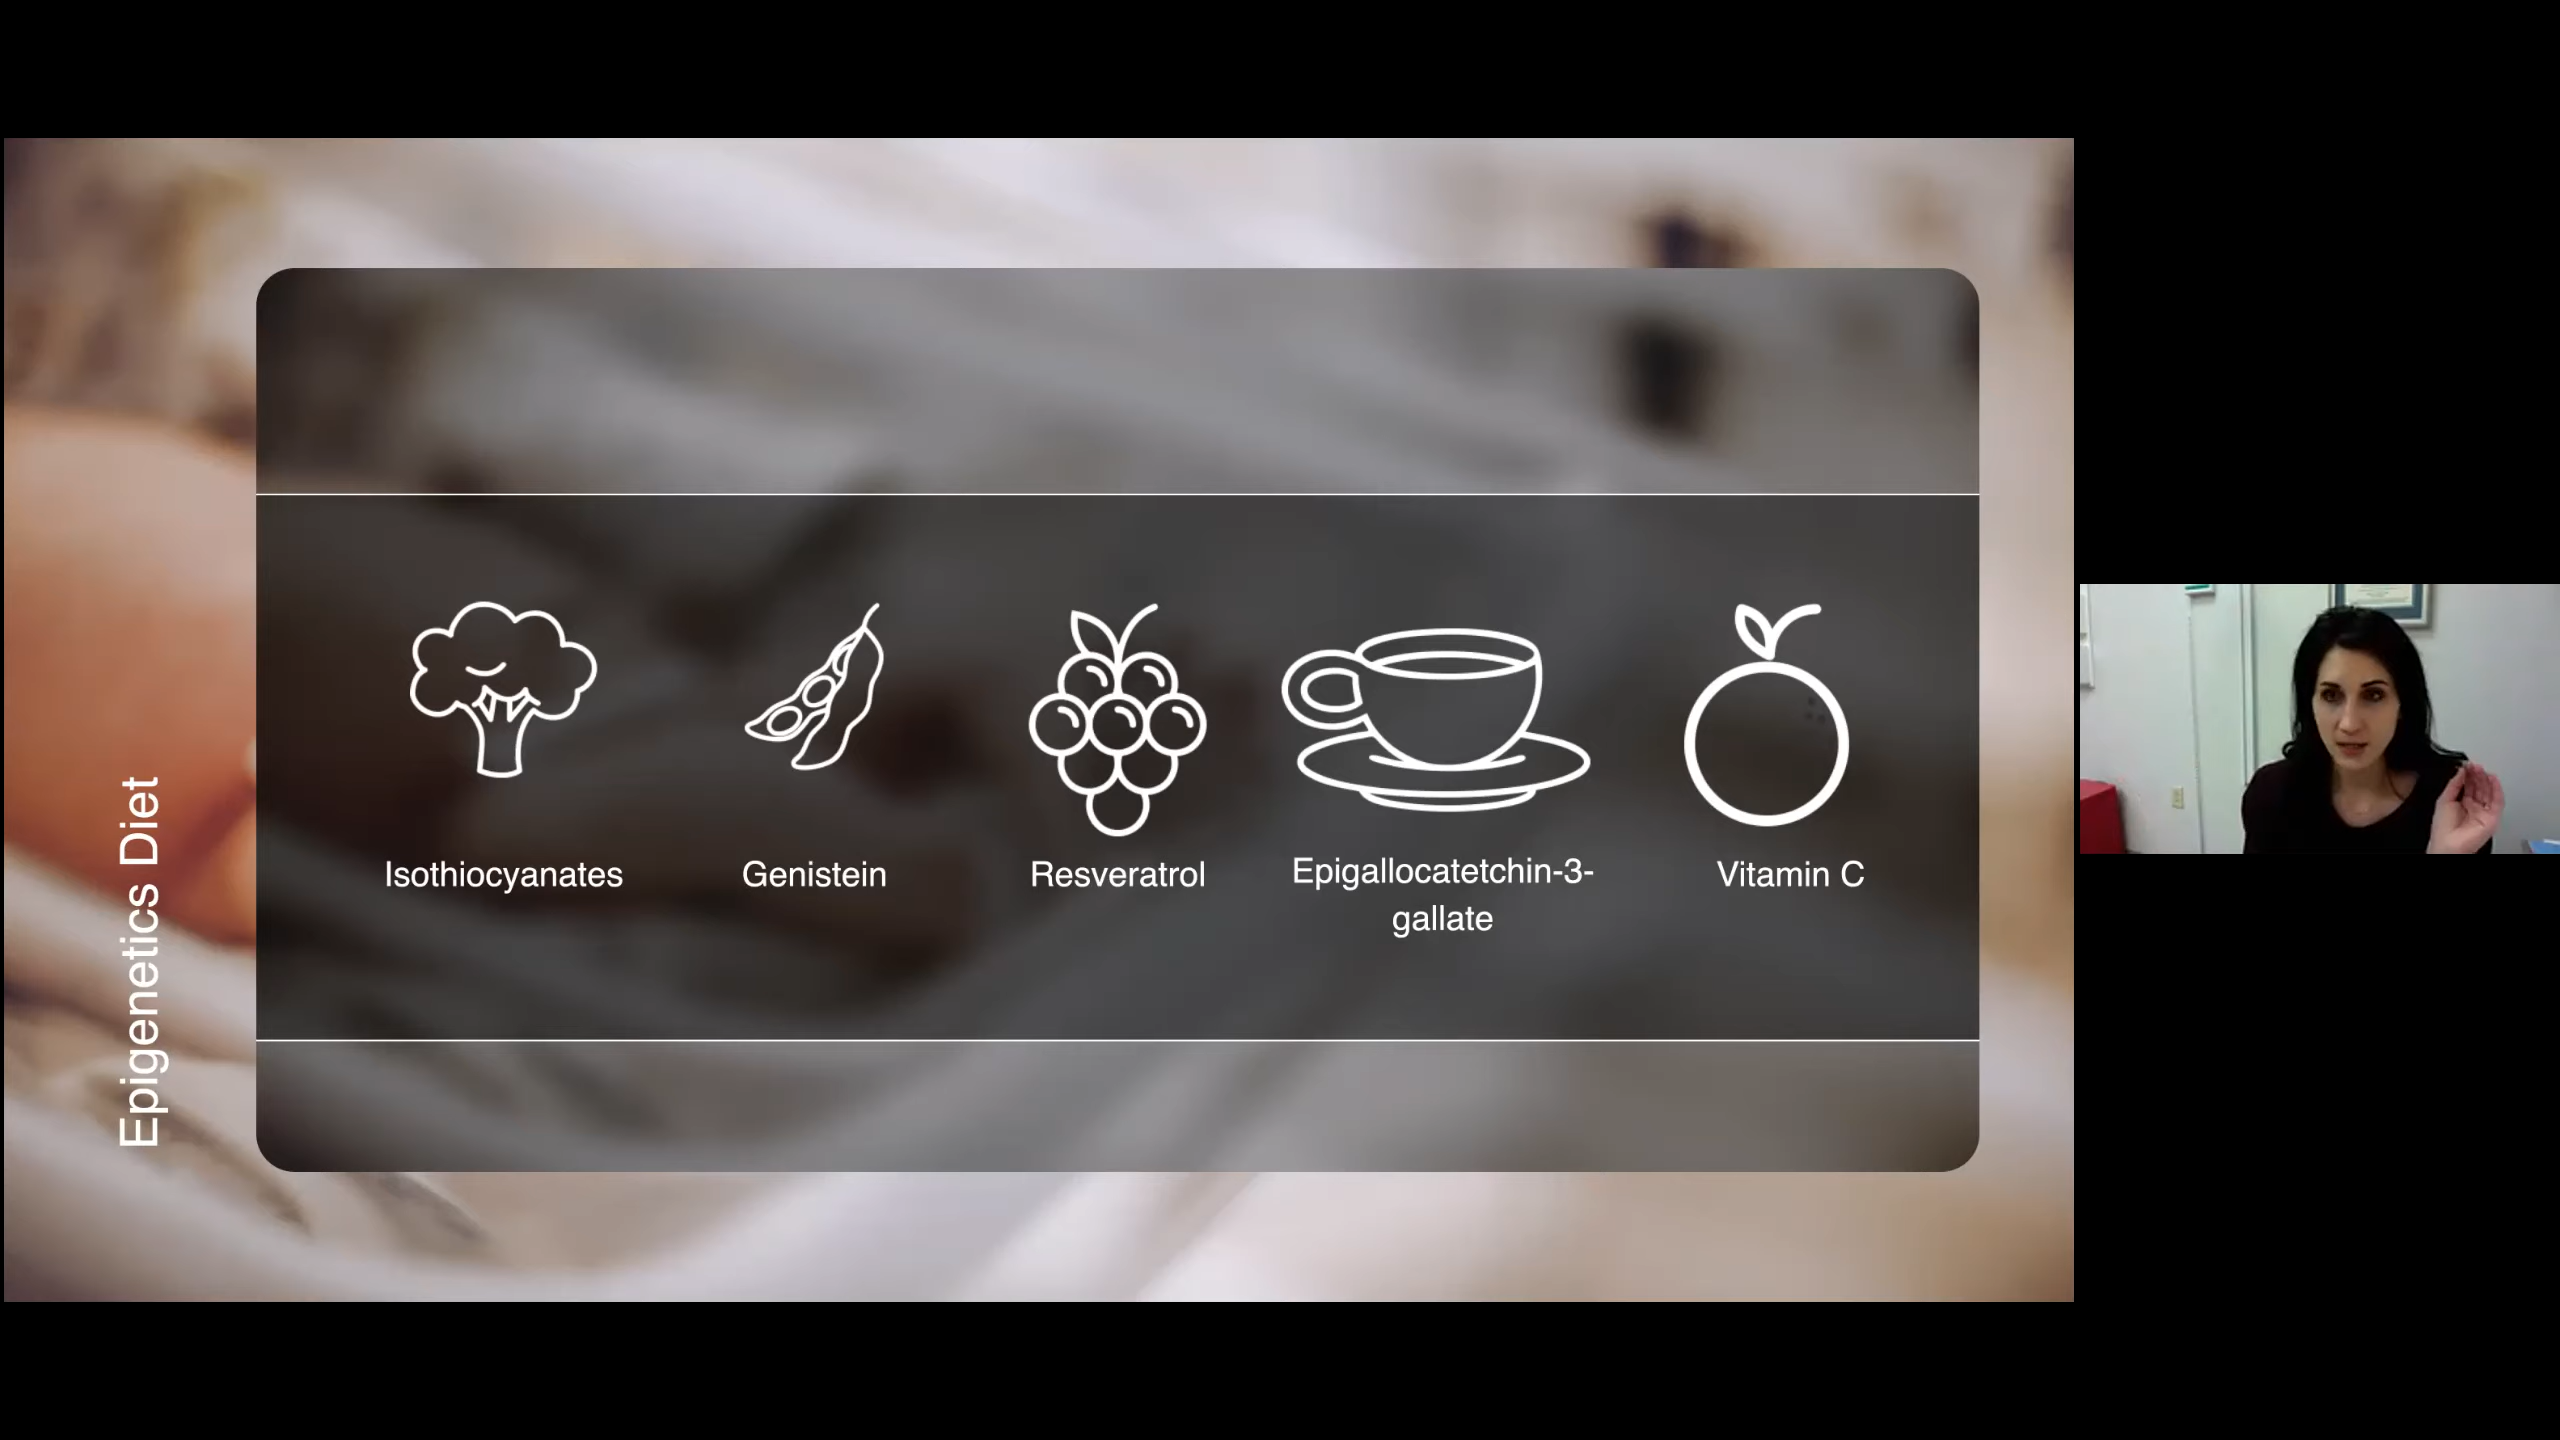 Epigenetics Diet
Isothiocyanates
Genistein
Resveratrol
Epigallocatetchin-3-
gallate
Vitamin C